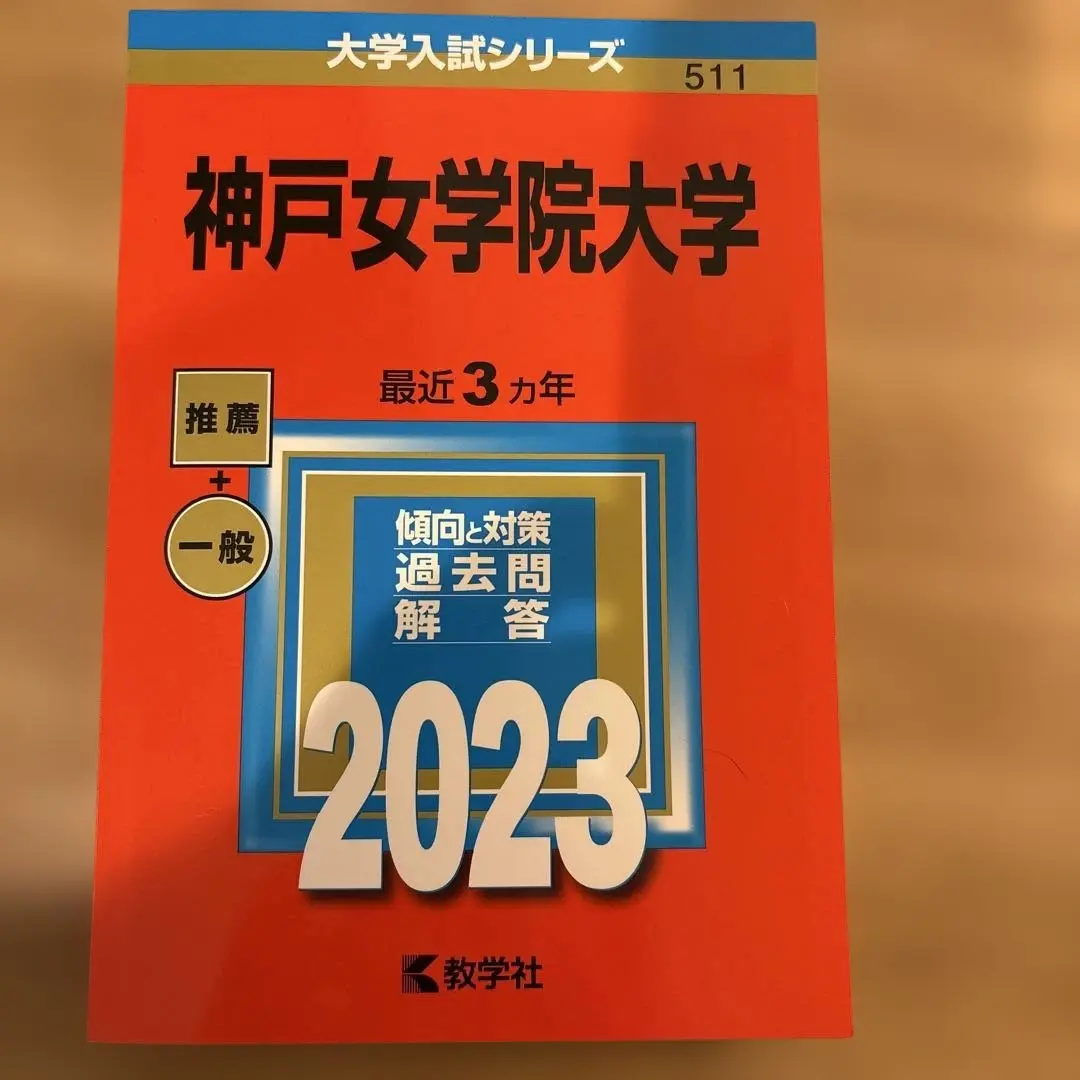 大学入試シリーズ
511
神戸女学院大学
最近3ヵ年
推薦
+
一般
傾向と対策
過去問
解答
2023
教学社